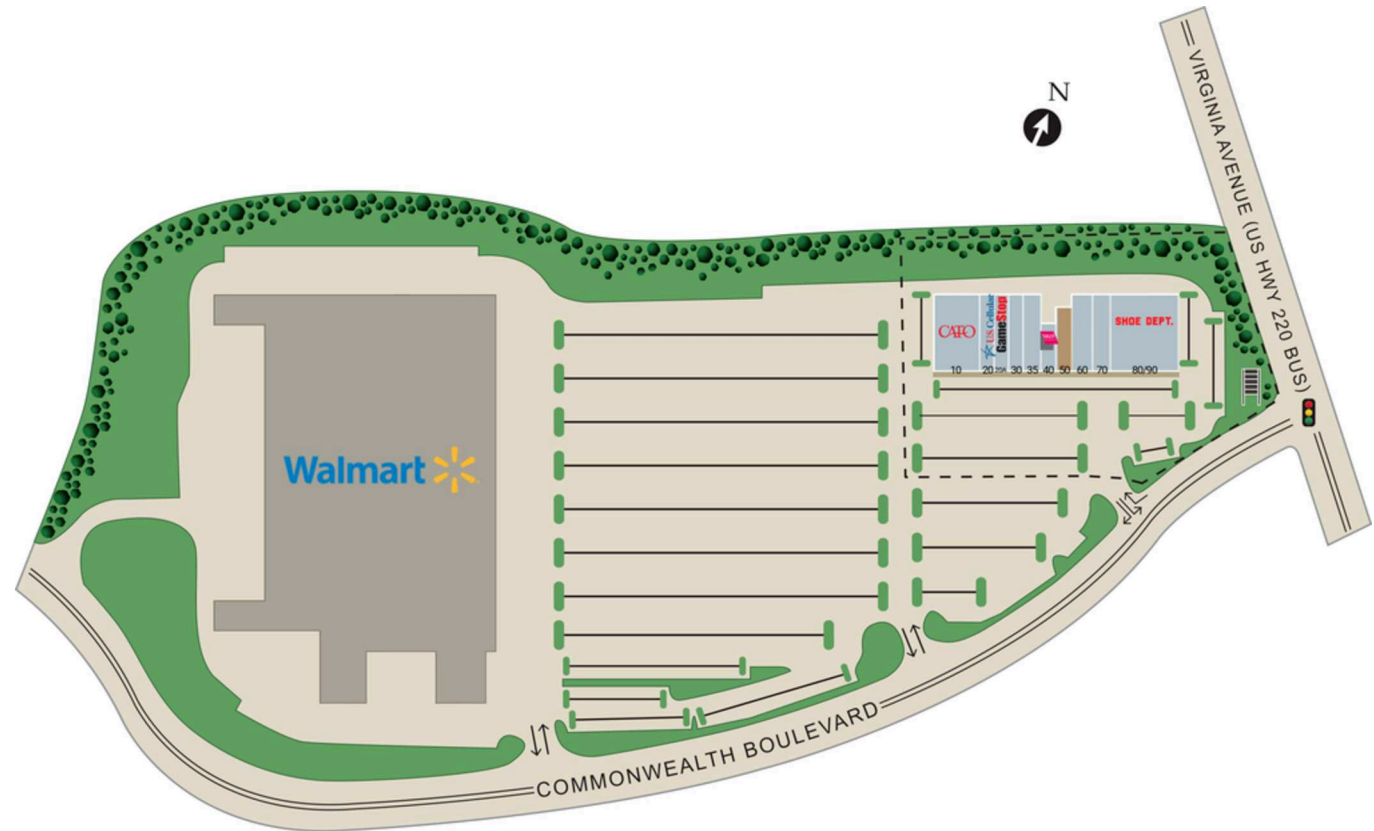 N
VIRGINIA AVENUE (US HWY 220 BUS)
CATO
US Cellular
GameStop
SHOE DEPT.
10 20 20A 30 35 40 50 60 70 80/90
Walmart
COMMONWEALTH BOULEVARD